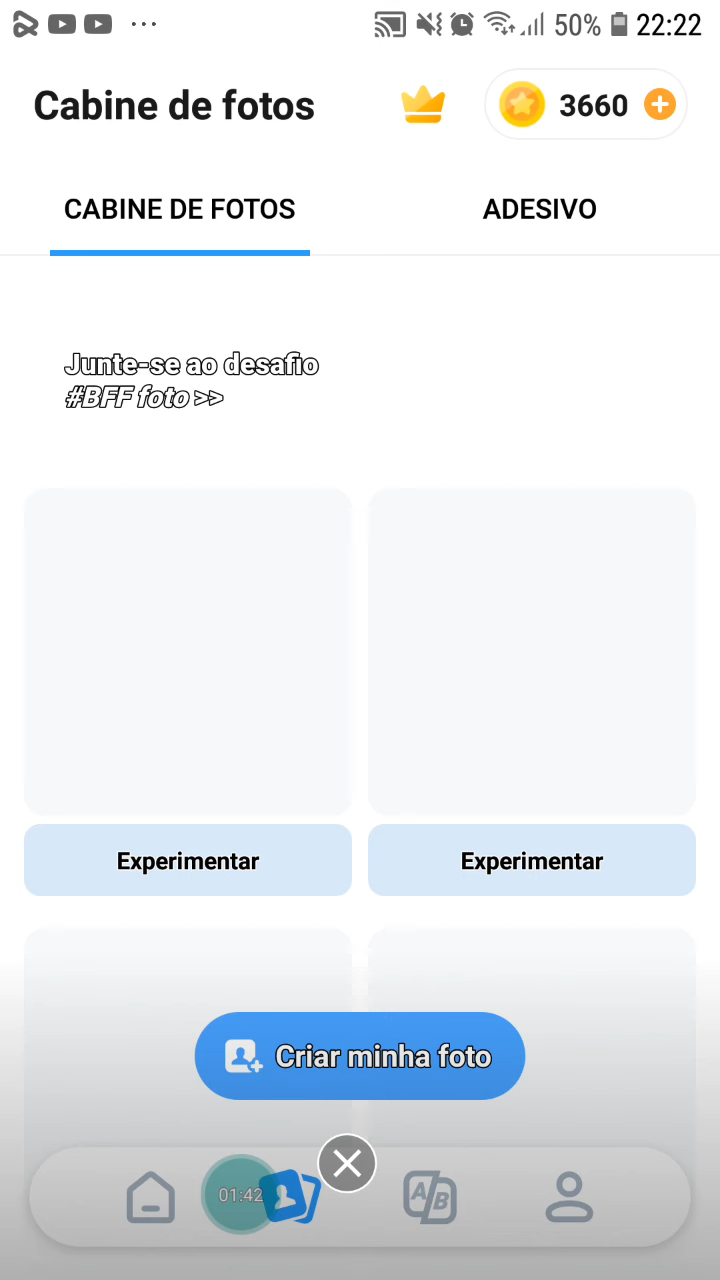 50% 22:22
Cabine de fotos
3660
CABINE DE FOTOS
ADESIVO
Junte-se ao desafio
#BFF foto >>
Experimentar
Experimentar
Criar minha foto
01:42
A/B